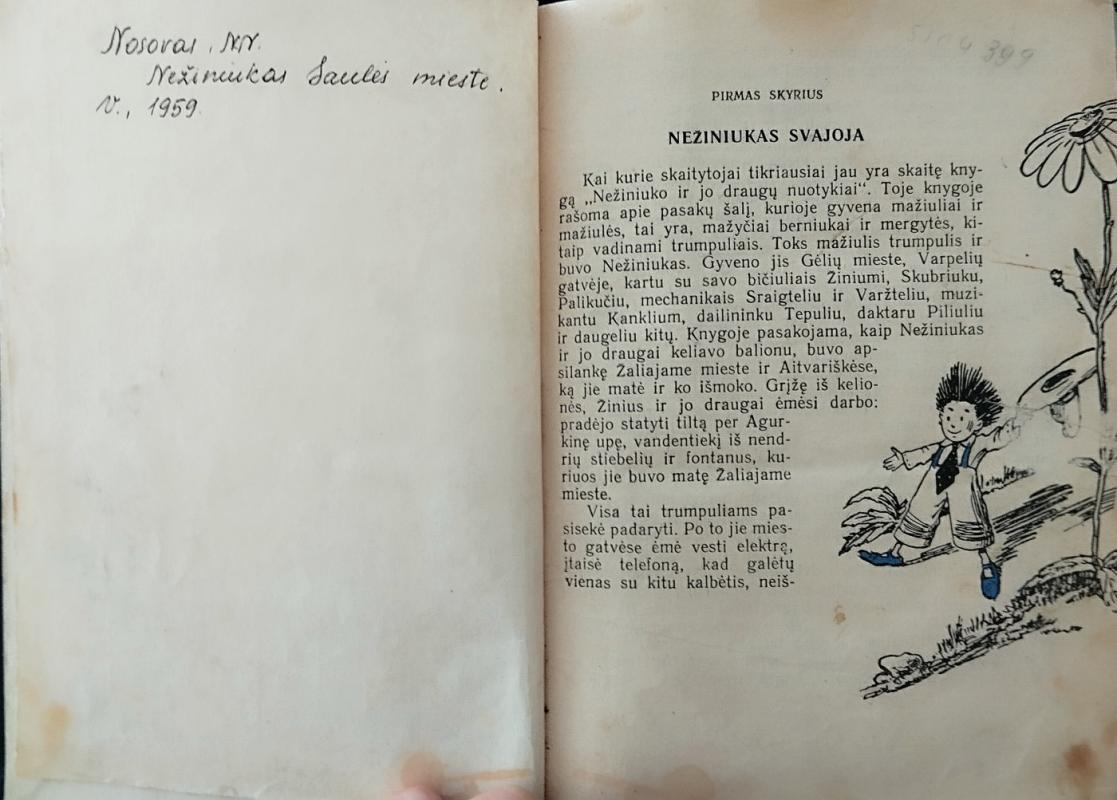 Nosovas, N.N.
Nežiniukas Saulės mieste.
V., 1959.
399
PIRMAS SKYRIUS
NEŽINIUKAS SVAJOJA
Kai kurie skaitytojai tikriausiai jau yra skaitę kny-
gą „Nežiniuko ir jo draugų nuotykiai“. Toje knygoje
rašoma apie pasakų šalį, kurioje gyvena mažiuliai ir
mažiulės, tai yra, mažyčiai berniukai ir mergytės, ki-
taip vadinami trumpuliais. Toks mažiulis trumpulis ir
buvo Nežiniukas. Gyveno jis Gėlių mieste, Varpelių
gatvėje, kartu su savo bičiuliais Žiniumi, Skubriuku,
Palikučiu, mechanikais Sraigteliu ir Varžteliu, muzi-
kantu Kanklium, dailininku Tepuliu, daktaru Piliuliu
ir daugeliu kitų. Knygoje pasakojama, kaip Nežiniukas
ir jo draugai keliavo balionu, buvo ap-
silankę Žaliajame mieste ir Aitvariškėse,
ką jie matė ir ko išmoko. Grįžę iš kelio-
nės, Žinius ir jo draugai ėmėsi darbo:
pradėjo statyti tiltą per Agur-
kinę upę, vandentiekį iš nend-
rių stiebelių ir fontanus, ku-
riuos jie buvo matę Žaliajame
mieste.
Visa tai trumpuliams pa-
sisekė padaryti. Po to jie mies-
to gatvėse ėmė vesti elektrą,
įtaisė telefoną, kad galėtų
vienas su kitu kalbėtis, neiš-